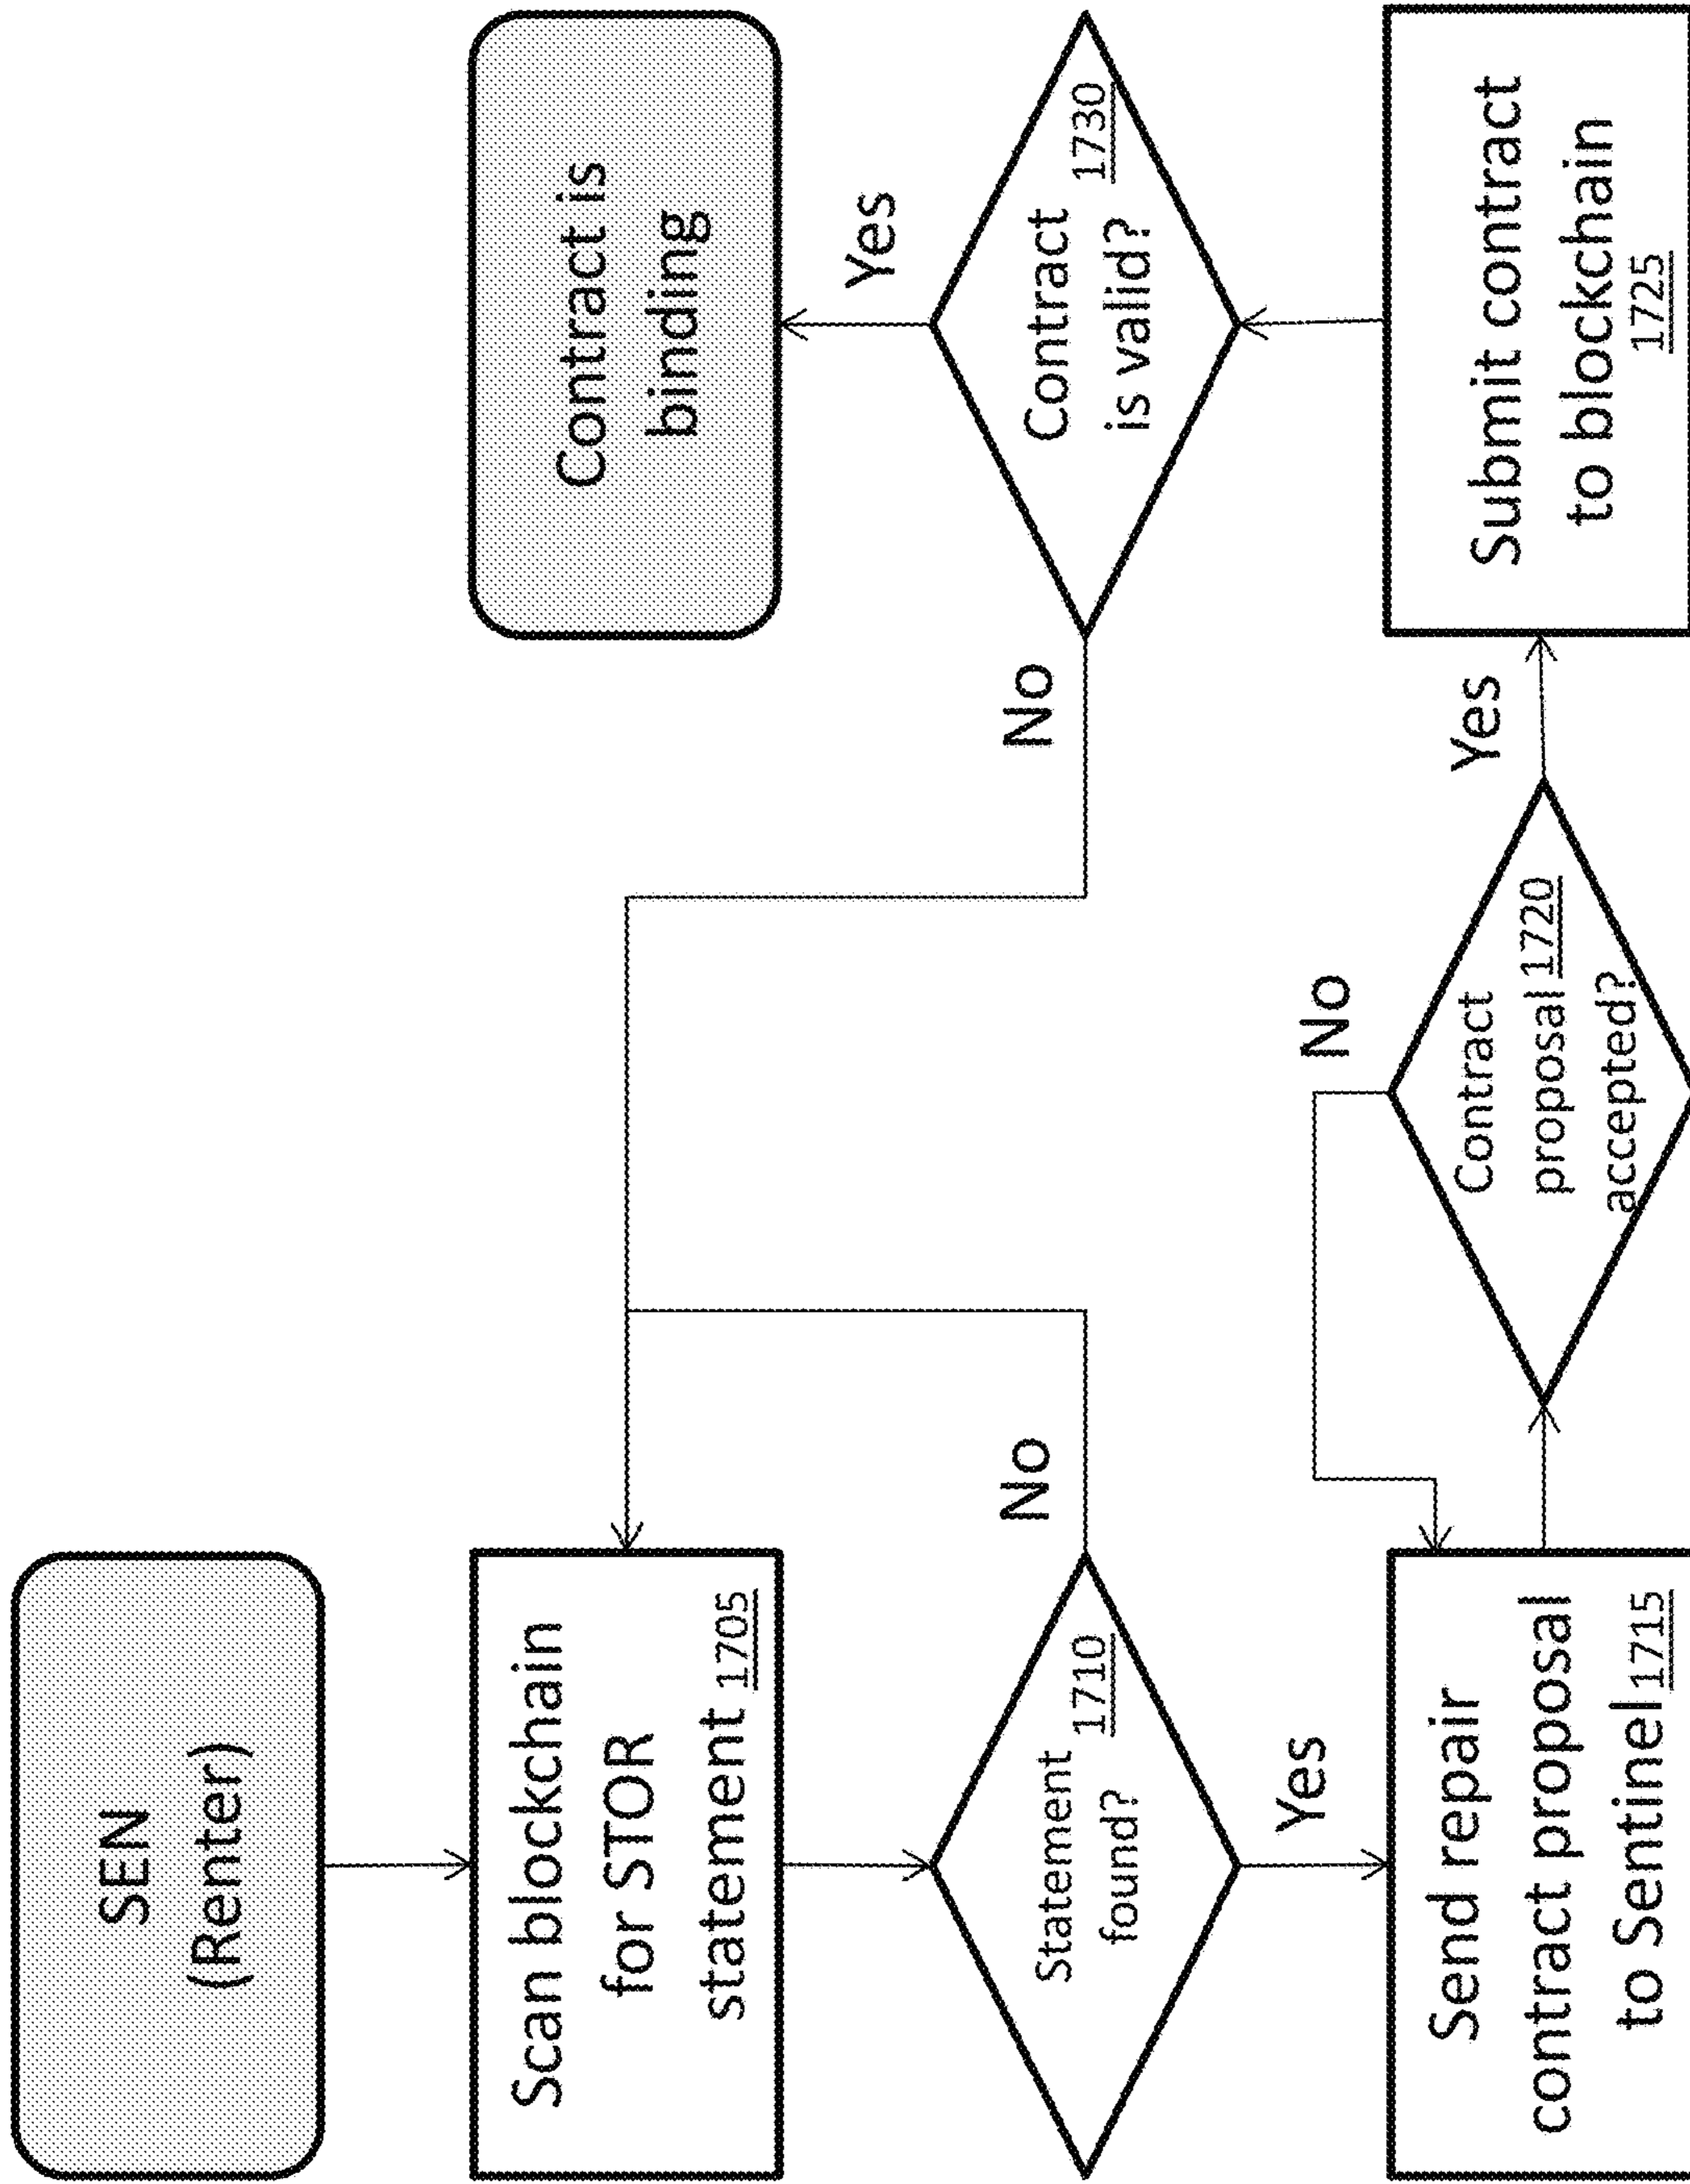 SEN
(Renter)
Scan blockchain
for STOR
statement 1705
Statement
found?
1710
No
Yes
Send repair
contract proposal
to Sentinel 1715
Contract
proposal 1720
accepted?
No
Yes
Submit contract
to blockchain
1725
Contract
is valid?
1730
No
Yes
Contract is
binding